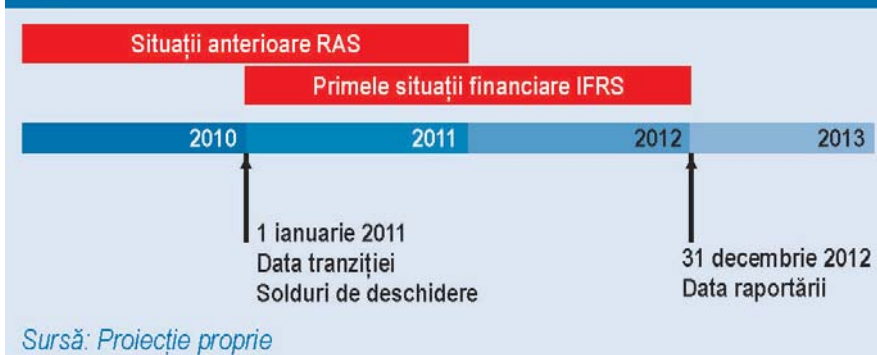 Situații anterioare RAS
Primele situații financiare IFRS
2010 2011 2012 2013
1 ianuarie 2011
Data tranziției
Solduri de deschidere
31 decembrie 2012
Data raportării
Sursă: Proiecție proprie